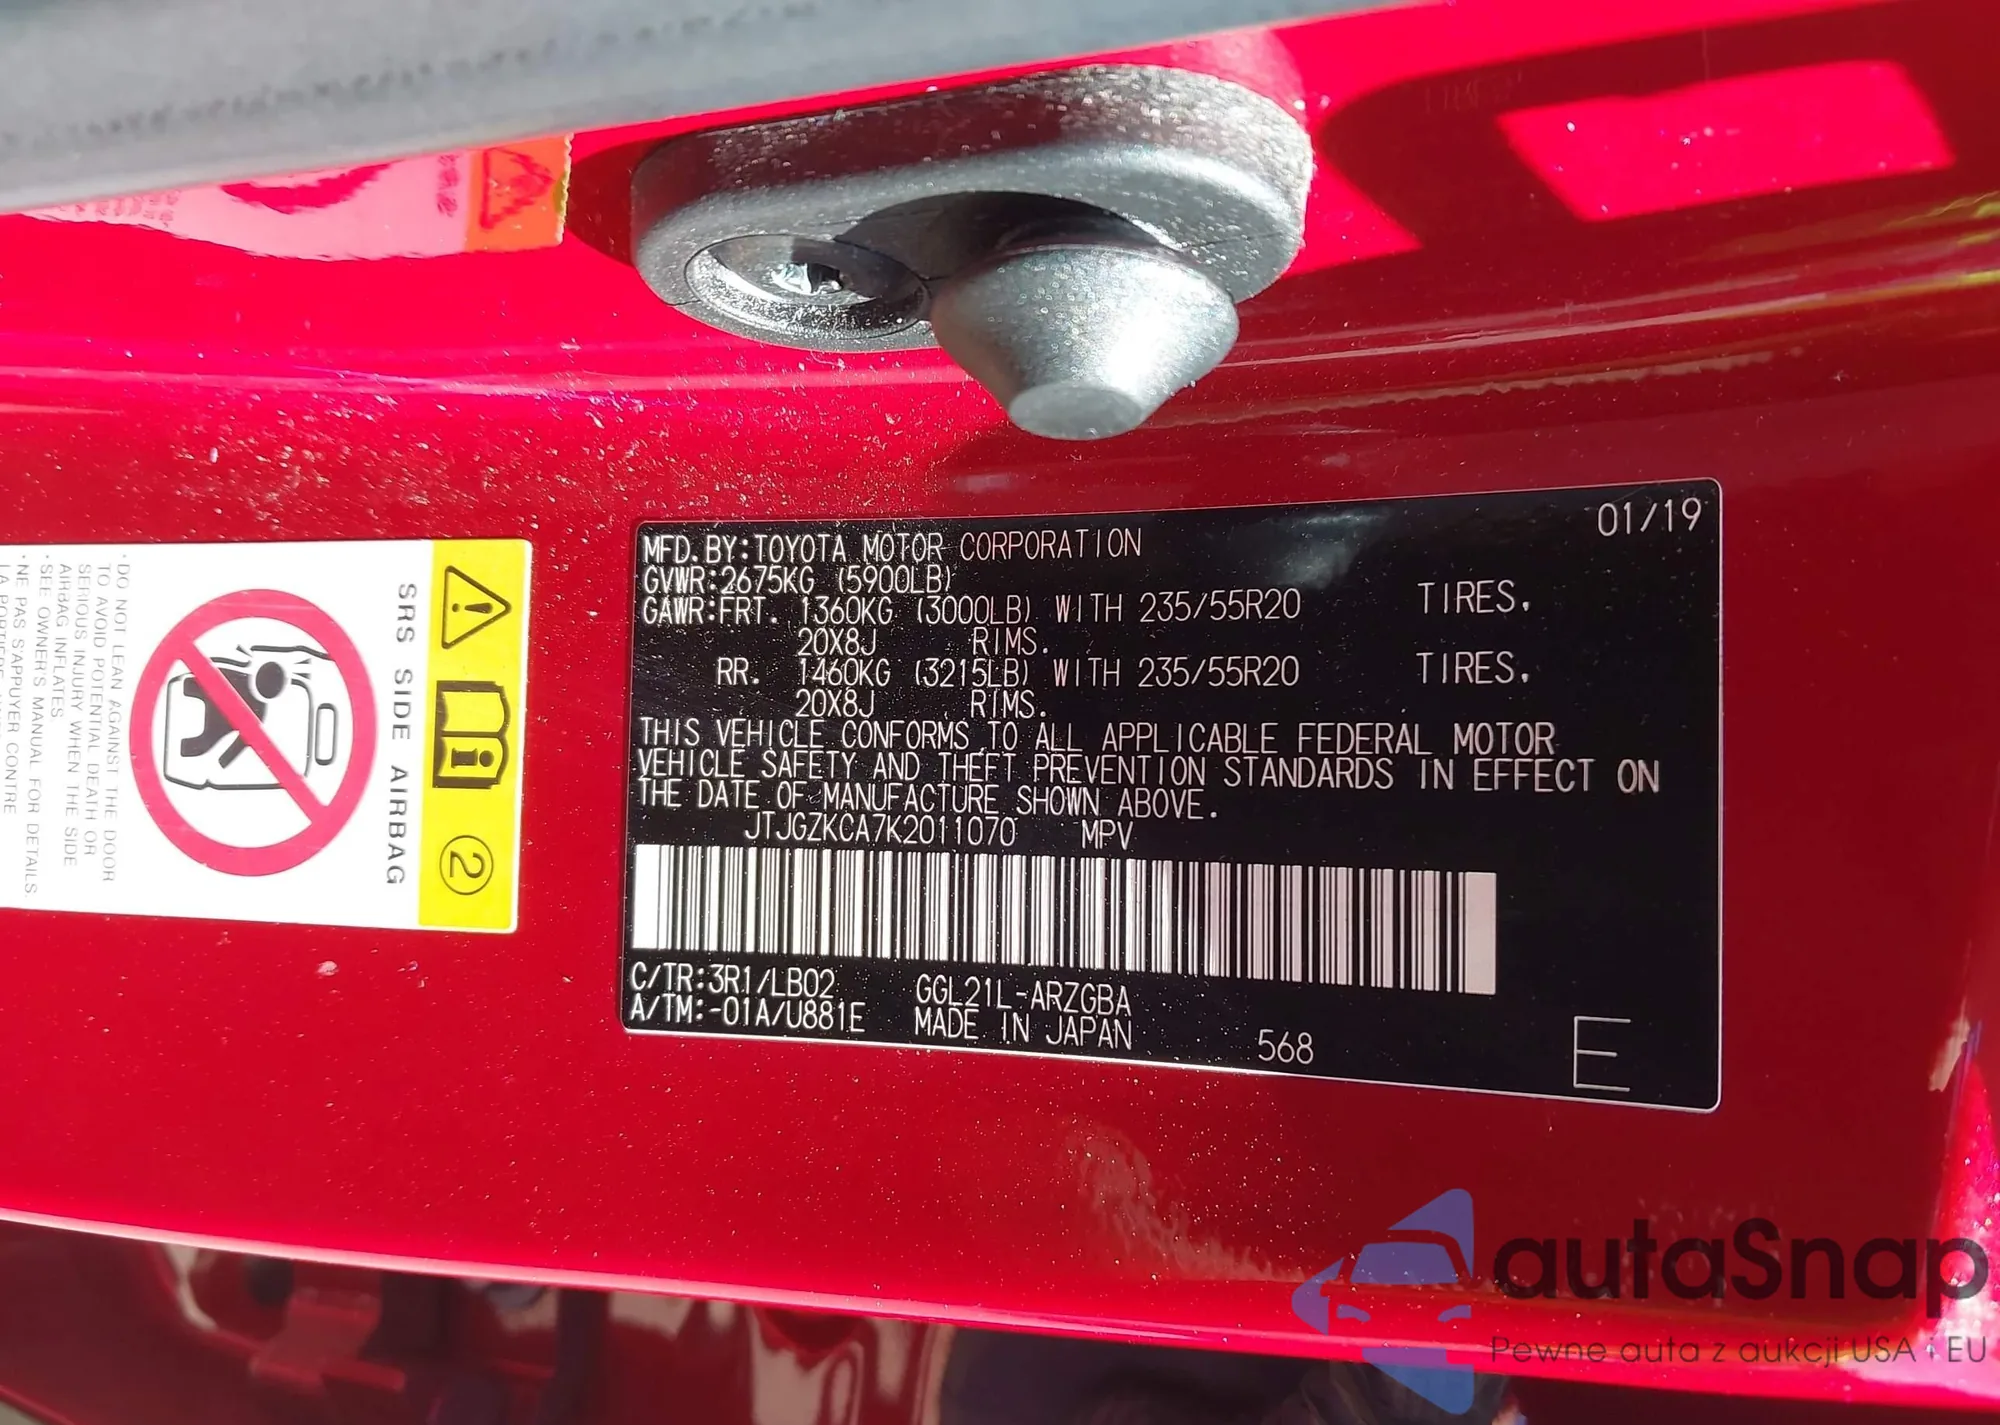 01/19
MFD.BY:TOYOTA MOTOR CORPORATION
GVWR:2675KG (5900LB)
GAWR:FRT. 1360KG (3000LB) WITH 235/55R20 TIRES.
20X8J RIMS.
RR. 1460KG (3215LB) WITH 235/55R20 TIRES.
20X8J RIMS.
THIS VEHICLE CONFORMS TO ALL APPLICABLE FEDERAL MOTOR
VEHICLE SAFETY AND THEFT PREVENTION STANDARDS IN EFFECT ON
THE DATE OF MANUFACTURE SHOWN ABOVE.
JTJGZKCA7K2011070 MPV
C/TR:3R1/LB02 GGL21L-ARZGBA
A/TM:-01A/U881E MADE IN JAPAN
568
E
2
SRS SIDE AIRBAG
·DO NOT LEAN AGAINST THE DOOR
TO AVOID POTENTIAL DEATH OR
SERIOUS INJURY WHEN THE SIDE
AIRBAG INFLATES
·SEE OWNER'S MANUAL FOR DETAILS
·NE PAS S'APPUYER CONTRE
autaSnap
Pewne auta z aukcji USA i EU